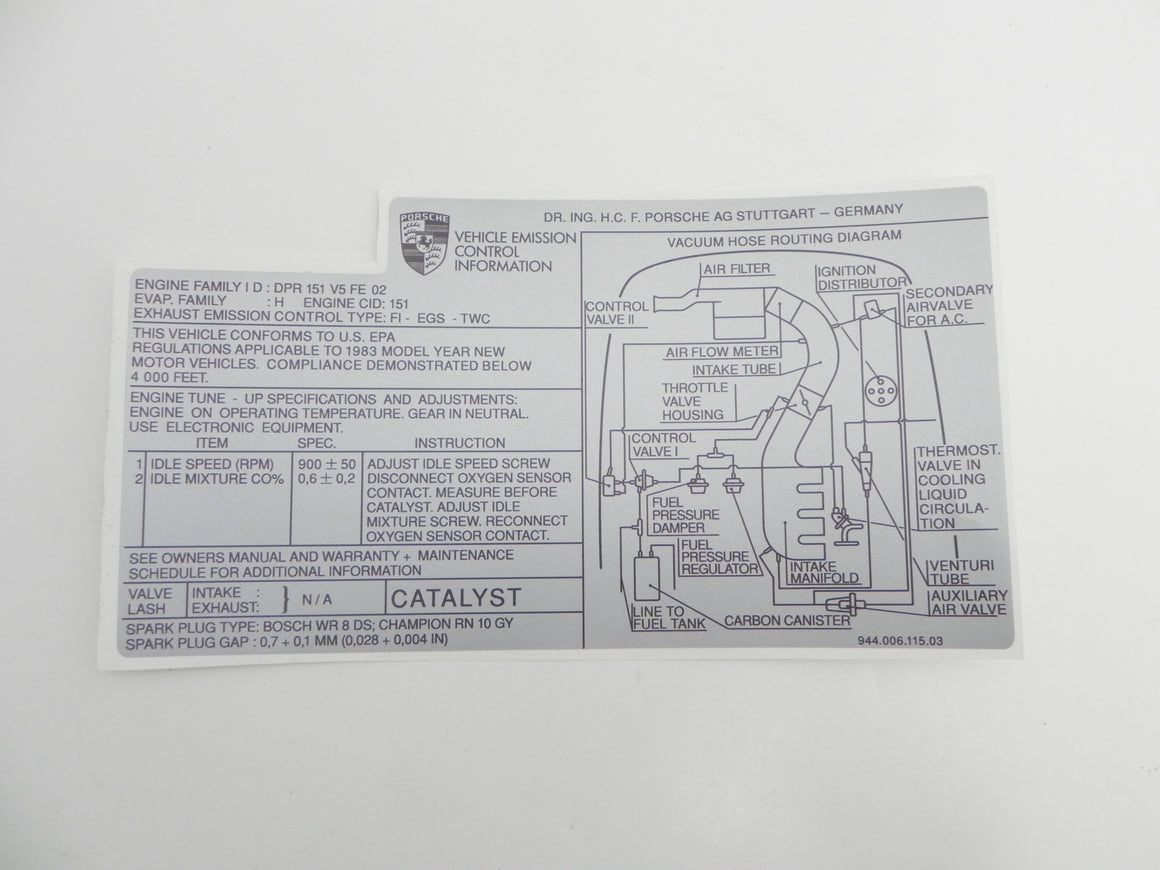 DR. ING. H.C. F. PORSCHE AG STUTTGART – GERMANY
PORSCHE
VEHICLE EMISSION
CONTROL
INFORMATION
ENGINE FAMILY I D : DPR 151 V5 FE 02
EVAP. FAMILY : H ENGINE CID: 151
EXHAUST EMISSION CONTROL TYPE: FI - EGS - TWC
THIS VEHICLE CONFORMS TO U.S. EPA
REGULATIONS APPLICABLE TO 1983 MODEL YEAR NEW
MOTOR VEHICLES. COMPLIANCE DEMONSTRATED BELOW
4 000 FEET.
ENGINE TUNE - UP SPECIFICATIONS AND ADJUSTMENTS:
ENGINE ON OPERATING TEMPERATURE. GEAR IN NEUTRAL.
USE ELECTRONIC EQUIPMENT.
ITEM SPEC. INSTRUCTION
1 IDLE SPEED (RPM) 900 ± 50 ADJUST IDLE SPEED SCREW
2 IDLE MIXTURE CO% 0,6 ± 0,2 DISCONNECT OXYGEN SENSOR
CONTACT. MEASURE BEFORE
CATALYST. ADJUST IDLE
MIXTURE SCREW. RECONNECT
OXYGEN SENSOR CONTACT.
SEE OWNERS MANUAL AND WARRANTY + MAINTENANCE
SCHEDULE FOR ADDITIONAL INFORMATION
VALVE LASH
INTAKE :
EXHAUST: } N/A
CATALYST
SPARK PLUG TYPE: BOSCH WR 8 DS; CHAMPION RN 10 GY
SPARK PLUG GAP : 0,7 + 0,1 MM (0,028 + 0,004 IN)
VACUUM HOSE ROUTING DIAGRAM
AIR FILTER
IGNITION
DISTRIBUTOR
SECONDARY
AIRVALVE
FOR A.C.
CONTROL
VALVE II
AIR FLOW METER
INTAKE TUBE
THROTTLE
VALVE
HOUSING
CONTROL
VALVE I
THERMOST.
VALVE IN
COOLING
LIQUID
CIRCULA-
TION
FUEL
PRESSURE
DAMPER
FUEL
PRESSURE
REGULATOR
INTAKE
MANIFOLD
VENTURI
TUBE
AUXILIARY
AIR VALVE
LINE TO
FUEL TANK
CARBON CANISTER
944.006.115.03